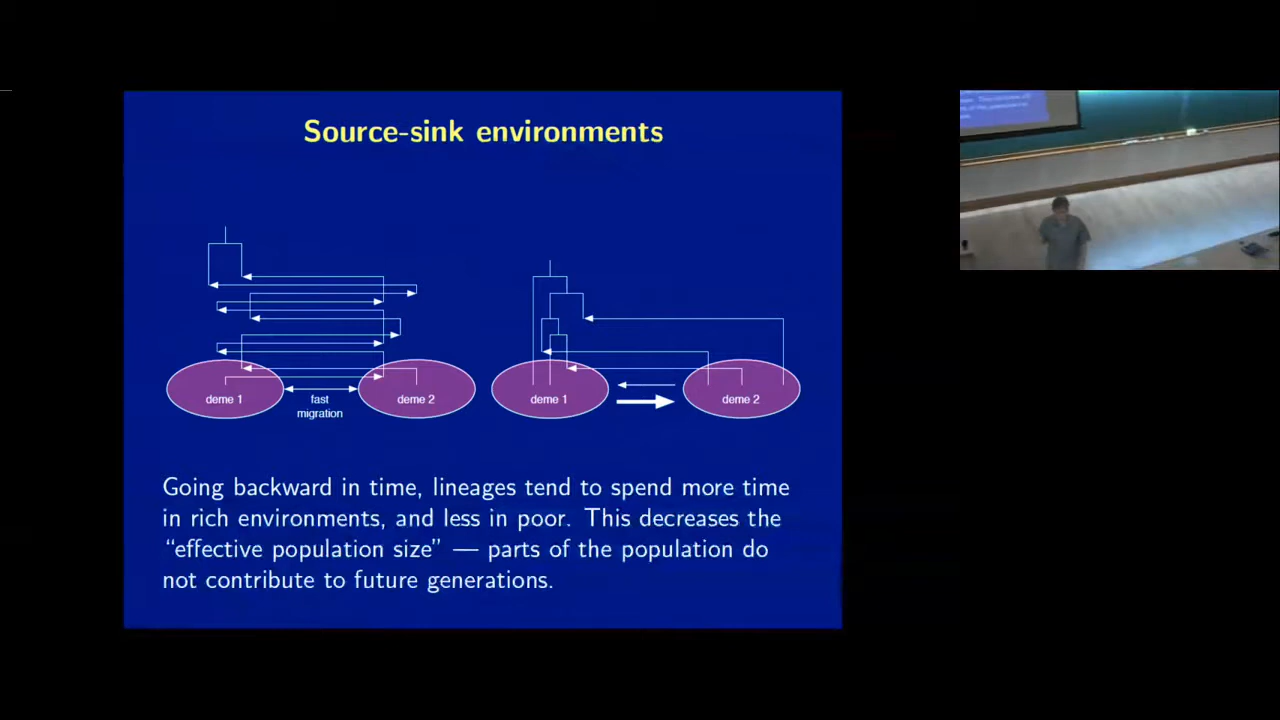 Source-sink environments
deme 1
fast
migration
deme 2
deme 1
deme 2
Going backward in time, lineages tend to spend more time
in rich environments, and less in poor. This decreases the
“effective population size” — parts of the population do
not contribute to future generations.